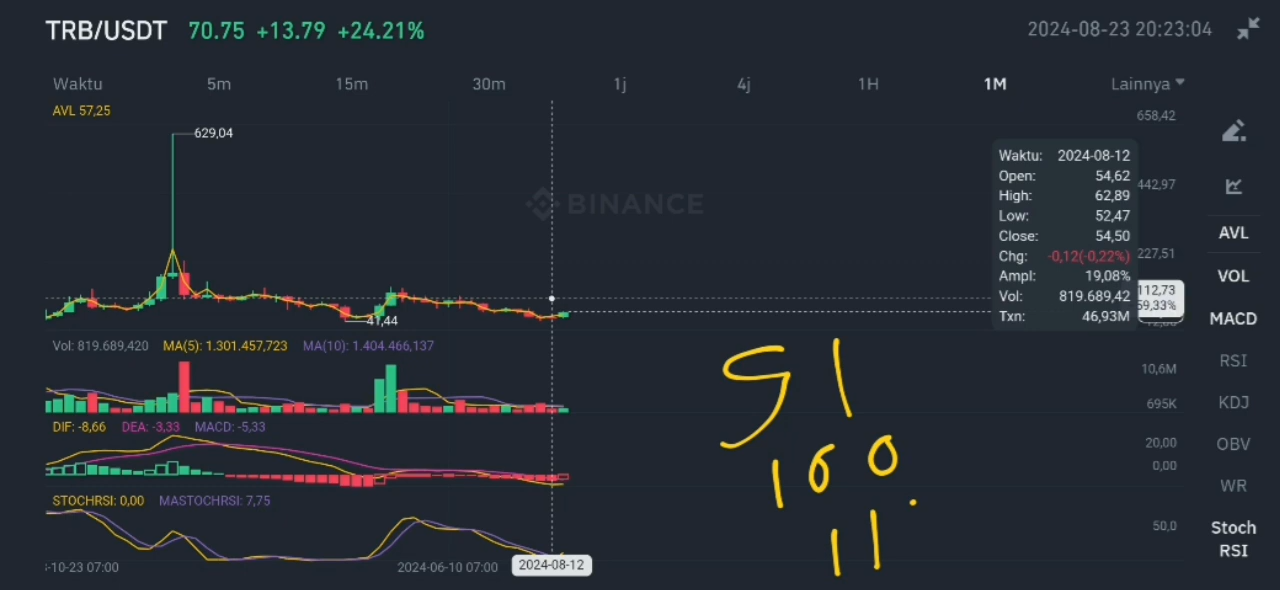 TRB/USDT 70.75 +13.79 +24.21% 2024-08-23 20:23:04
Waktu 5m 15m 30m 1j 4j 1H 1M Lainnya
AVL 57,25
658,42
629,04
Waktu: 2024-08-12
Open: 54,62
High: 62,89
Low: 52,47
Close: 54,50
Chg: -0,12(-0,22%)
Ampl: 19,08%
Vol: 819.689,42
Txn: 46,93M
442,97
BINANCE
227,51
112,73
59,33%
41,44
Vol: 819.689,420 MA(5): 1.301.457,723 MA(10): 1.404.466,137
10,6M
695K
DIF: -8,66 DEA: -3,33 MACD: -5,33
20,00
0,00
STOCHRSI: 0,00 MASTOCHRSI: 7,75
50,0
-10-23 07:00 2024-06-10 07:00 2024-08-12
AVL
VOL
MACD
RSI
KDJ
OBV
WR
Stoch
RSI
100
11